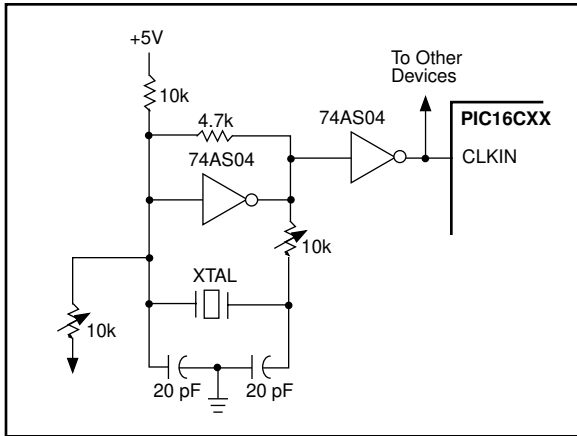 +5V
10k
4.7k
74AS04
74AS04
To Other
Devices
PIC16CXX
CLKIN
10k
XTAL
10k
20 pF
20 pF